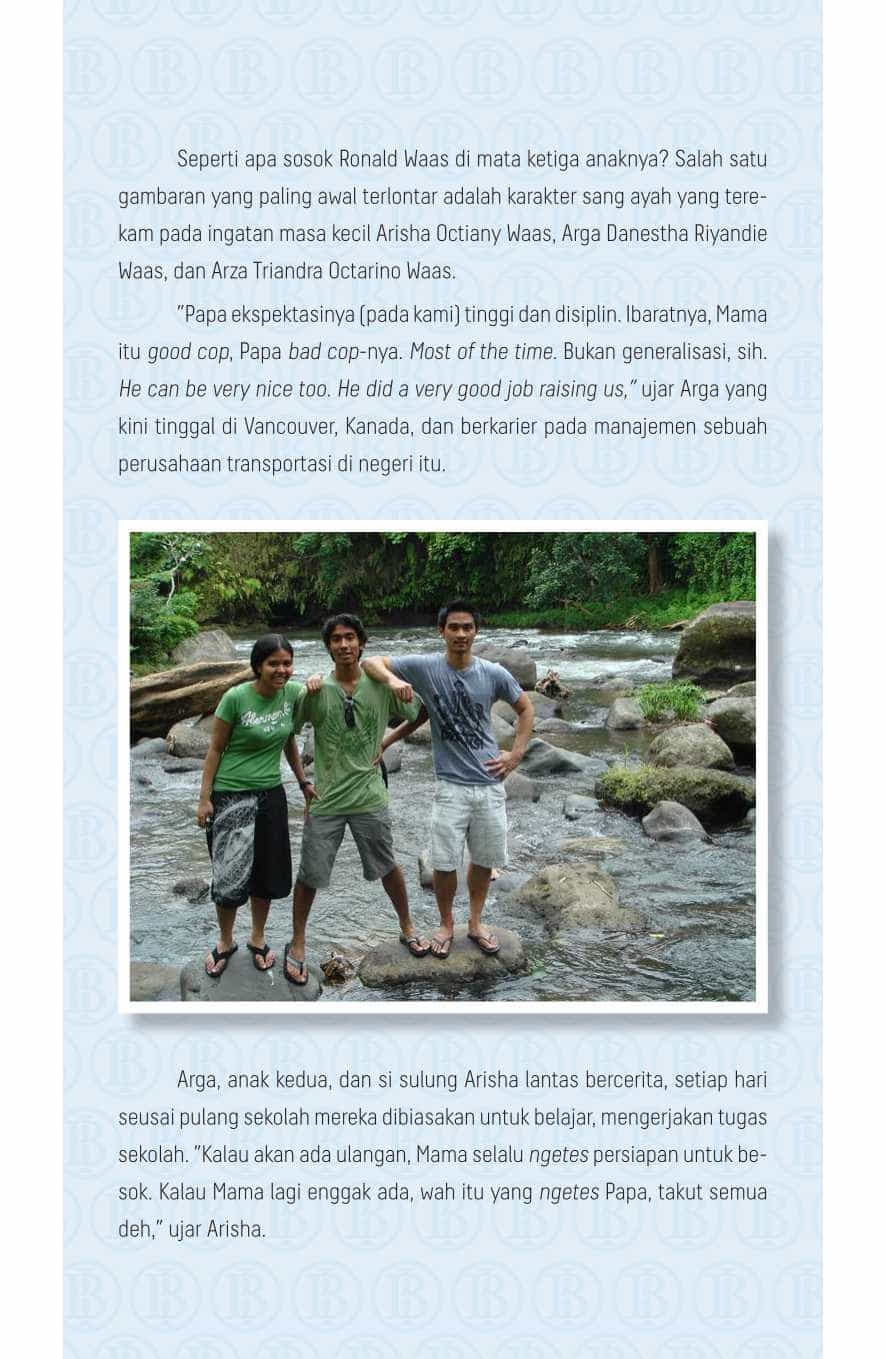 Seperti apa sosok Ronald Waas di mata ketiga anaknya? Salah satu
gambaran yang paling awal terlontar adalah karakter sang ayah yang tere-
kam pada ingatan masa kecil Arisha Octiany Waas, Arga Danestha Riyandie
Waas, dan Arza Triandra Octarino Waas.
"Papa ekspektasinya (pada kami) tinggi dan disiplin. Ibaratnya, Mama
itu good cop, Papa bad cop-nya. Most of the time. Bukan generalisasi, sih.
He can be very nice too. He did a very good job raising us," ujar Arga yang
kini tinggal di Vancouver, Kanada, dan berkarier pada manajemen sebuah
perusahaan transportasi di negeri itu.
Arga, anak kedua, dan si sulung Arisha lantas bercerita, setiap hari
seusai pulang sekolah mereka dibiasakan untuk belajar, mengerjakan tugas
sekolah. "Kalau akan ada ulangan, Mama selalu ngetes persiapan untuk be-
sok. Kalau Mama lagi enggak ada, wah itu yang ngetes Papa, takut semua
deh," ujar Arisha.